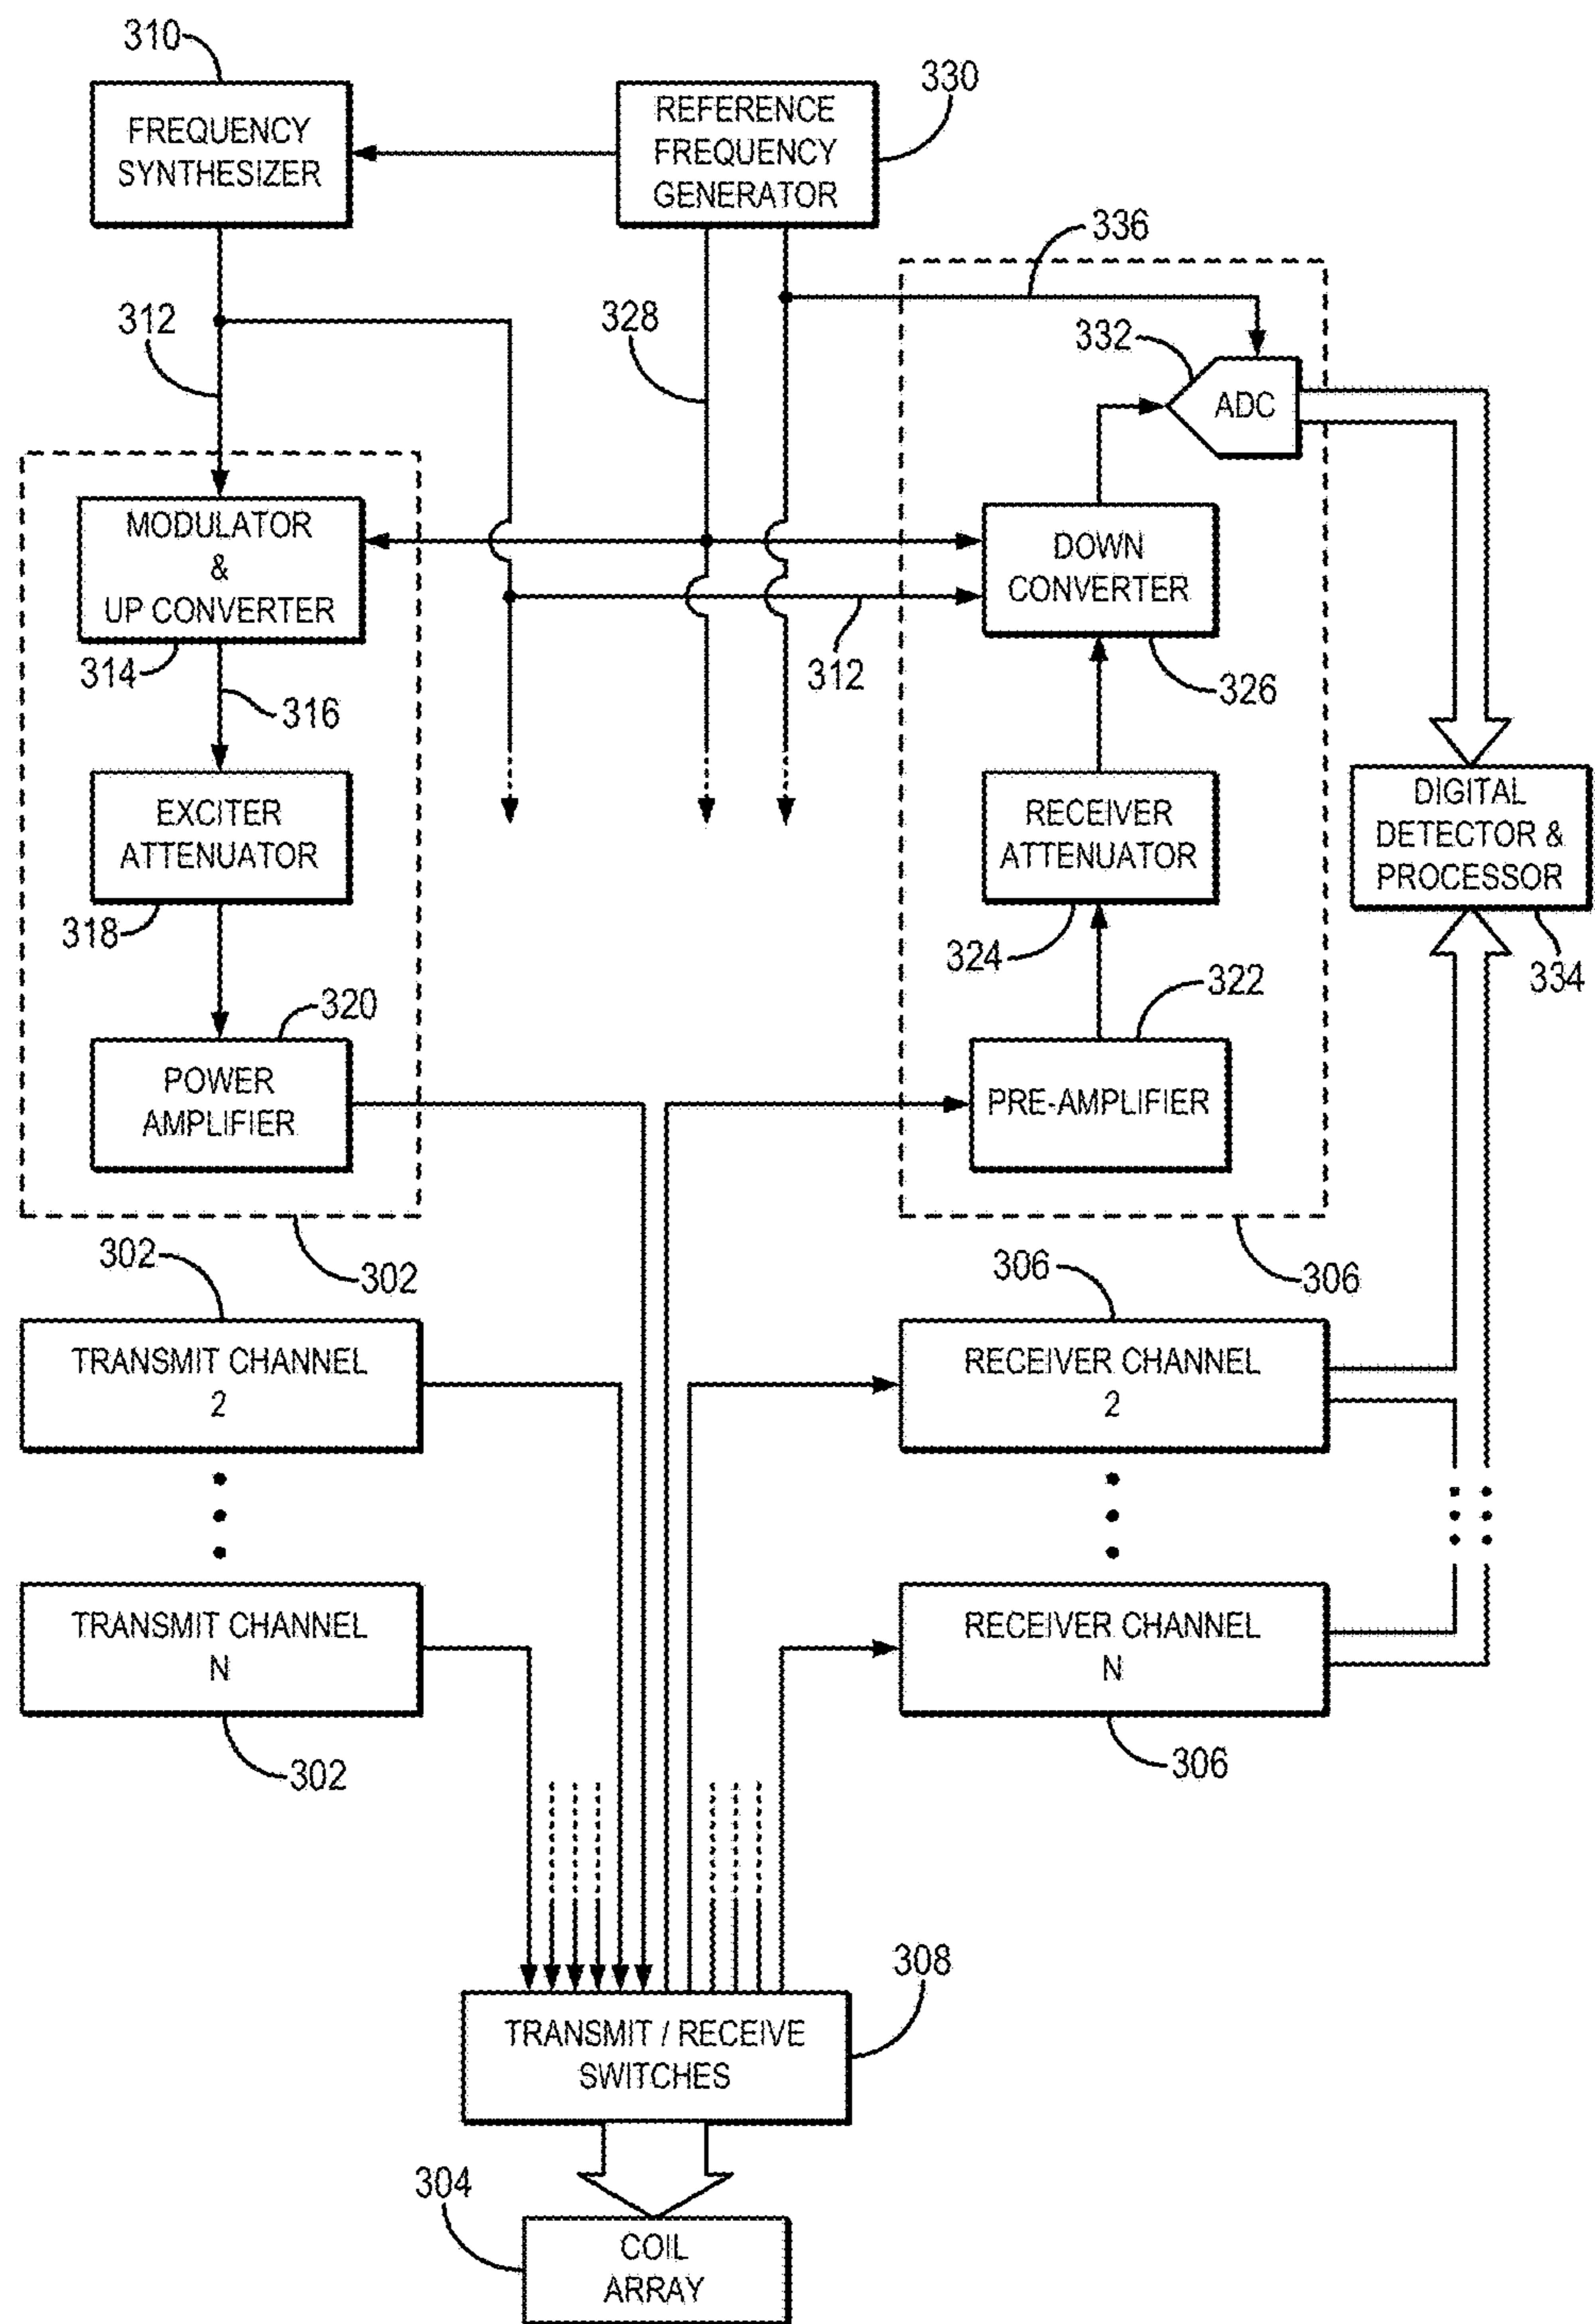 310
FREQUENCY
SYNTHESIZER
REFERENCE
FREQUENCY
GENERATOR
330
336
312
328
332
ADC
MODULATOR
&
UP CONVERTER
DOWN
CONVERTER
314
316
312
326
EXCITER
ATTENUATOR
RECEIVER
ATTENUATOR
DIGITAL
DETECTOR &
PROCESSOR
318
324
334
320
322
POWER
AMPLIFIER
PRE-AMPLIFIER
302
302
306
306
TRANSMIT CHANNEL
2
RECEIVER CHANNEL
2
TRANSMIT CHANNEL
N
RECEIVER CHANNEL
N
302
306
308
TRANSMIT / RECEIVE
SWITCHES
304
COIL
ARRAY